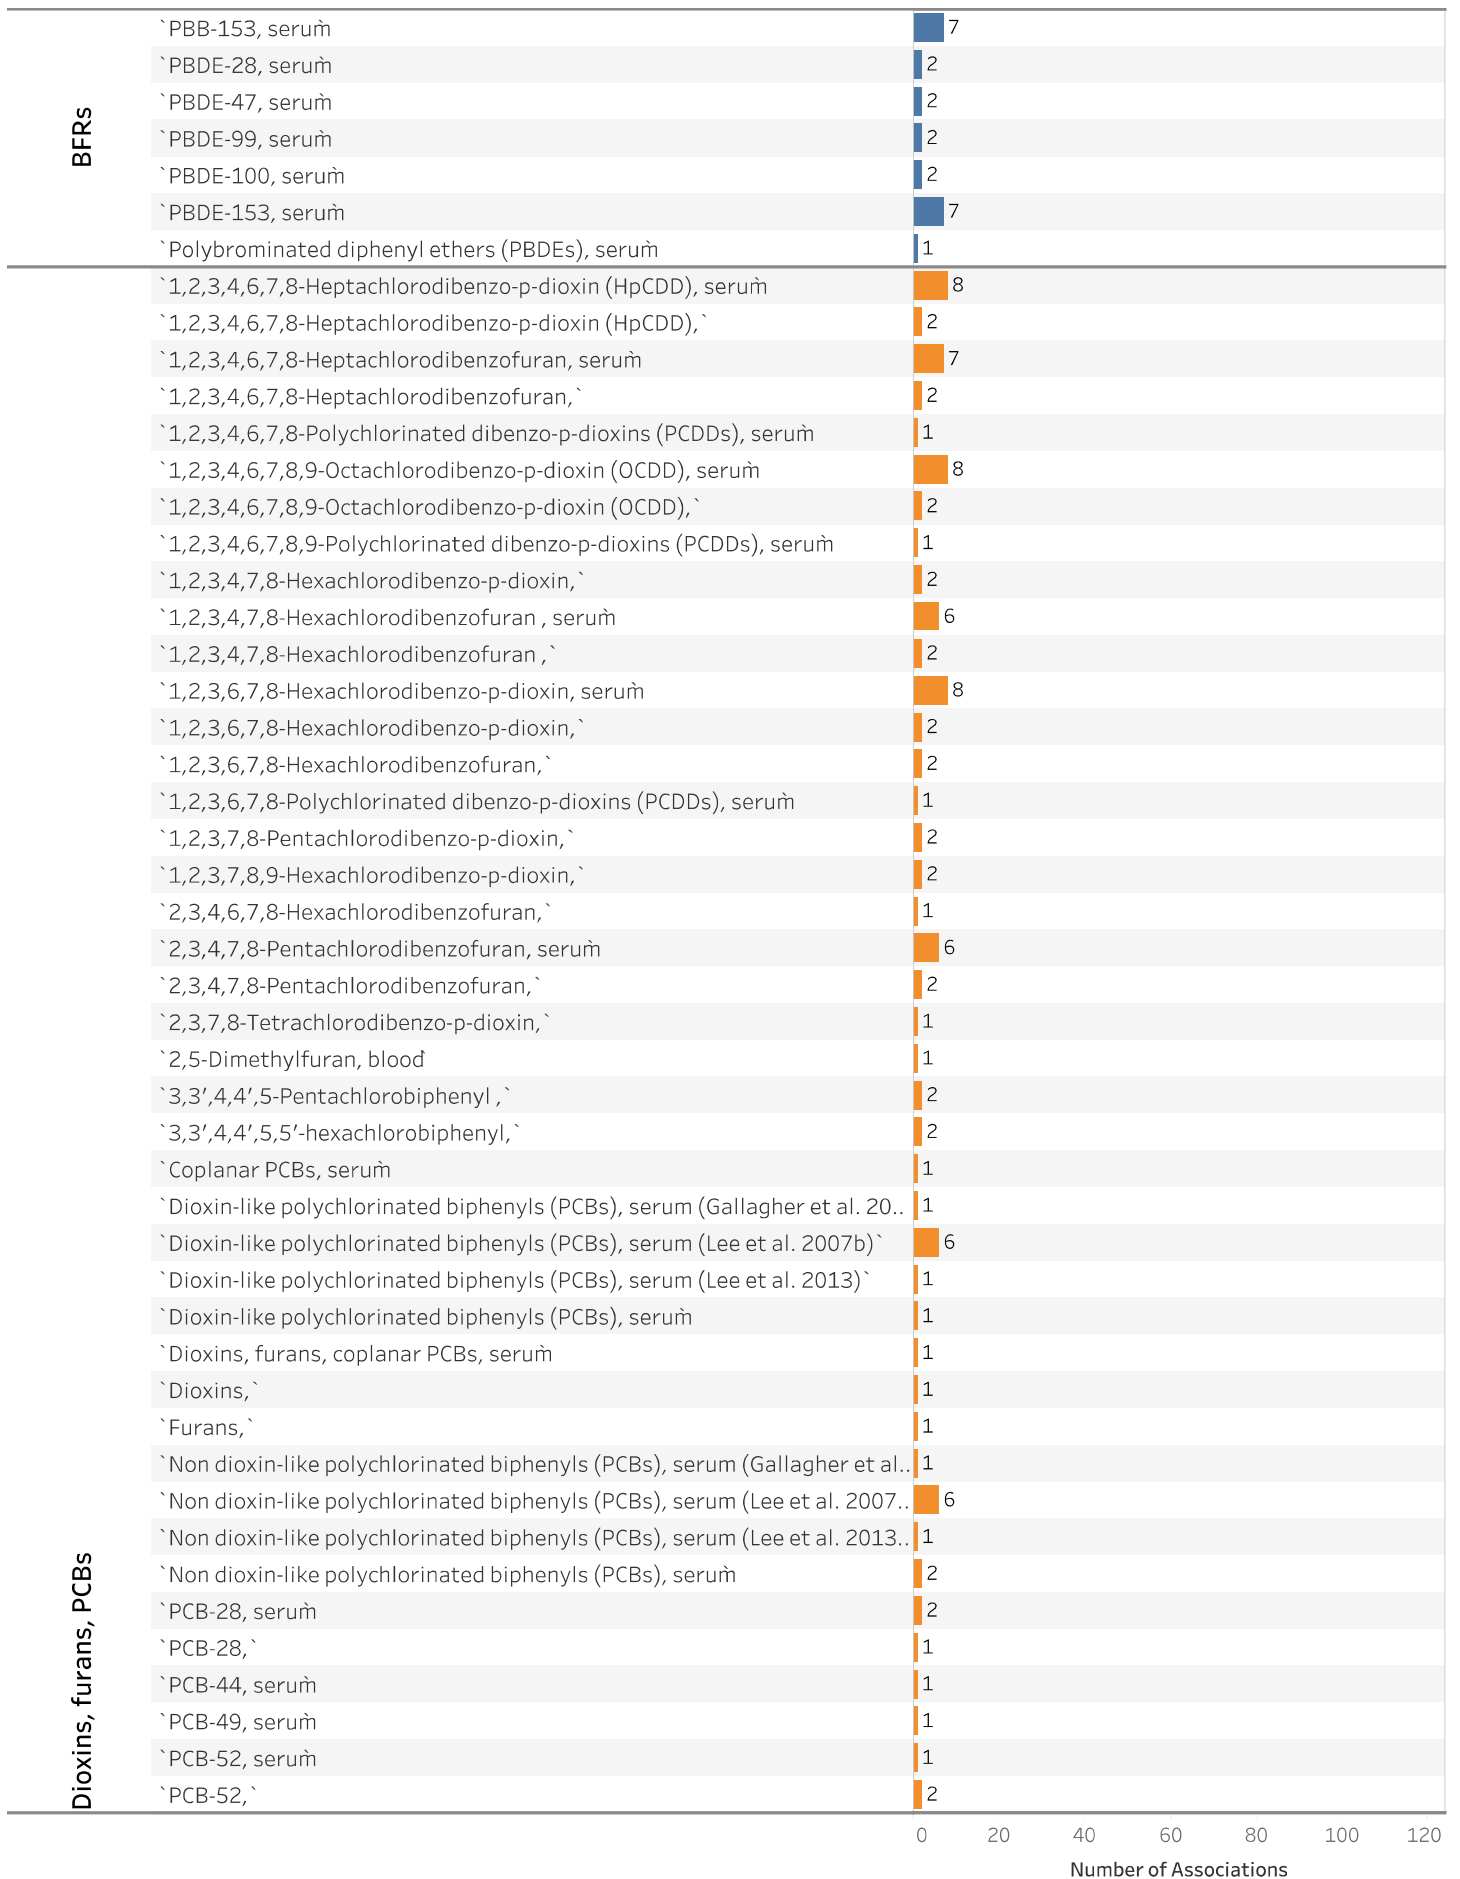 BFRs
`PBB-153, serum` 7
`PBDE-28, serum` 2
`PBDE-47, serum` 2
`PBDE-99, serum` 2
`PBDE-100, serum` 2
`PBDE-153, serum` 7
`Polybrominated diphenyl ethers (PBDEs), serum` 1
Dioxins, furans, PCBs
`1,2,3,4,6,7,8-Heptachlorodibenzo-p-dioxin (HpCDD), serum` 8
`1,2,3,4,6,7,8-Heptachlorodibenzo-p-dioxin (HpCDD),` 2
`1,2,3,4,6,7,8-Heptachlorodibenzofuran, serum` 7
`1,2,3,4,6,7,8-Heptachlorodibenzofuran,` 2
`1,2,3,4,6,7,8-Polychlorinated dibenzo-p-dioxins (PCDDs), serum` 1
`1,2,3,4,6,7,8,9-Octachlorodibenzo-p-dioxin (OCDD), serum` 8
`1,2,3,4,6,7,8,9-Octachlorodibenzo-p-dioxin (OCDD),` 2
`1,2,3,4,6,7,8,9-Polychlorinated dibenzo-p-dioxins (PCDDs), serum` 1
`1,2,3,4,7,8-Hexachlorodibenzo-p-dioxin,` 2
`1,2,3,4,7,8-Hexachlorodibenzofuran , serum` 6
`1,2,3,4,7,8-Hexachlorodibenzofuran ,` 2
`1,2,3,6,7,8-Hexachlorodibenzo-p-dioxin, serum` 8
`1,2,3,6,7,8-Hexachlorodibenzo-p-dioxin,` 2
`1,2,3,6,7,8-Hexachlorodibenzofuran,` 2
`1,2,3,6,7,8-Polychlorinated dibenzo-p-dioxins (PCDDs), serum` 1
`1,2,3,7,8-Pentachlorodibenzo-p-dioxin,` 2
`1,2,3,7,8,9-Hexachlorodibenzo-p-dioxin,` 2
`2,3,4,6,7,8-Hexachlorodibenzofuran,` 1
`2,3,4,7,8-Pentachlorodibenzofuran, serum` 6
`2,3,4,7,8-Pentachlorodibenzofuran,` 2
`2,3,7,8-Tetrachlorodibenzo-p-dioxin,` 1
`2,5-Dimethylfuran, blood` 1
`3,3′,4,4′,5-Pentachlorobiphenyl ,` 2
`3,3′,4,4′,5,5′-hexachlorobiphenyl,` 2
`Coplanar PCBs, serum` 1
`Dioxin-like polychlorinated biphenyls (PCBs), serum (Gallagher et al. 20.. 1
`Dioxin-like polychlorinated biphenyls (PCBs), serum (Lee et al. 2007b)` 6
`Dioxin-like polychlorinated biphenyls (PCBs), serum (Lee et al. 2013)` 1
`Dioxin-like polychlorinated biphenyls (PCBs), serum` 1
`Dioxins, furans, coplanar PCBs, serum` 1
`Dioxins,` 1
`Furans,` 1
`Non dioxin-like polychlorinated biphenyls (PCBs), serum (Gallagher et al.. 1
`Non dioxin-like polychlorinated biphenyls (PCBs), serum (Lee et al. 2007.. 6
`Non dioxin-like polychlorinated biphenyls (PCBs), serum (Lee et al. 2013.. 1
`Non dioxin-like polychlorinated biphenyls (PCBs), serum` 2
`PCB-28, serum` 2
`PCB-28,` 1
`PCB-44, serum` 1
`PCB-49, serum` 1
`PCB-52, serum` 1
`PCB-52,` 2
0 20 40 60 80 100 120
Number of Associations